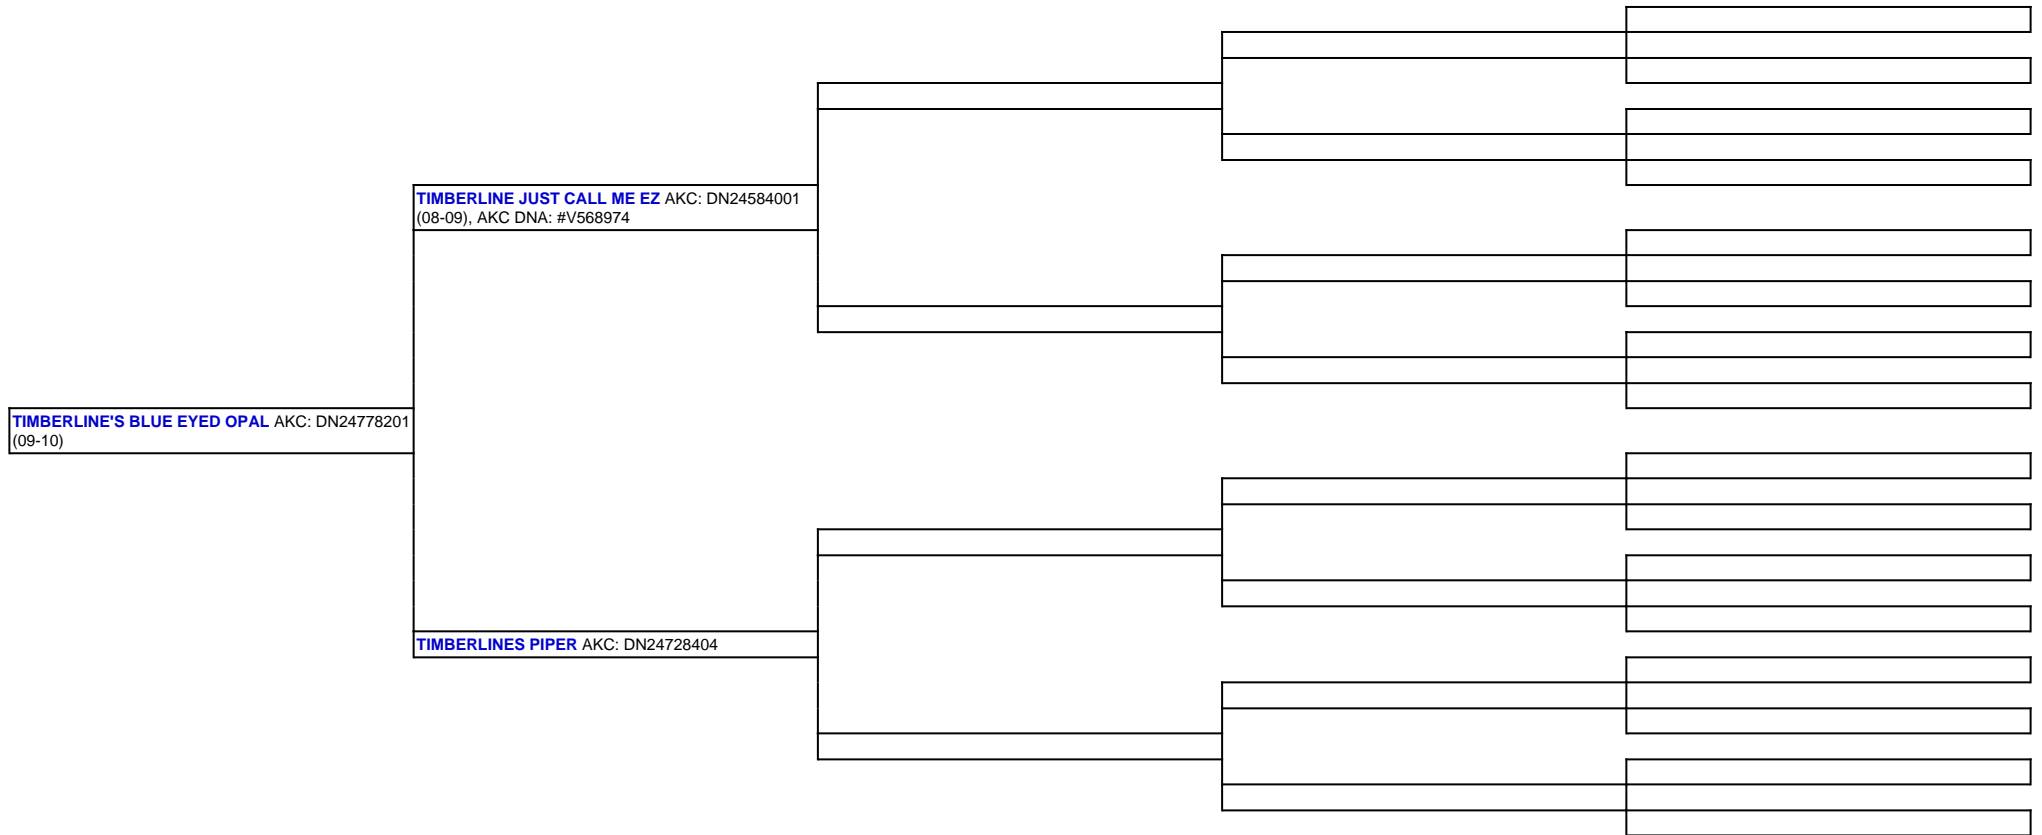 TIMBERLINE JUST CALL ME EZ AKC: DN24584001
(08-09), AKC DNA: #V568974
TIMBERLINE'S BLUE EYED OPAL AKC: DN24778201
(09-10)
TIMBERLINES PIPER AKC: DN24728404